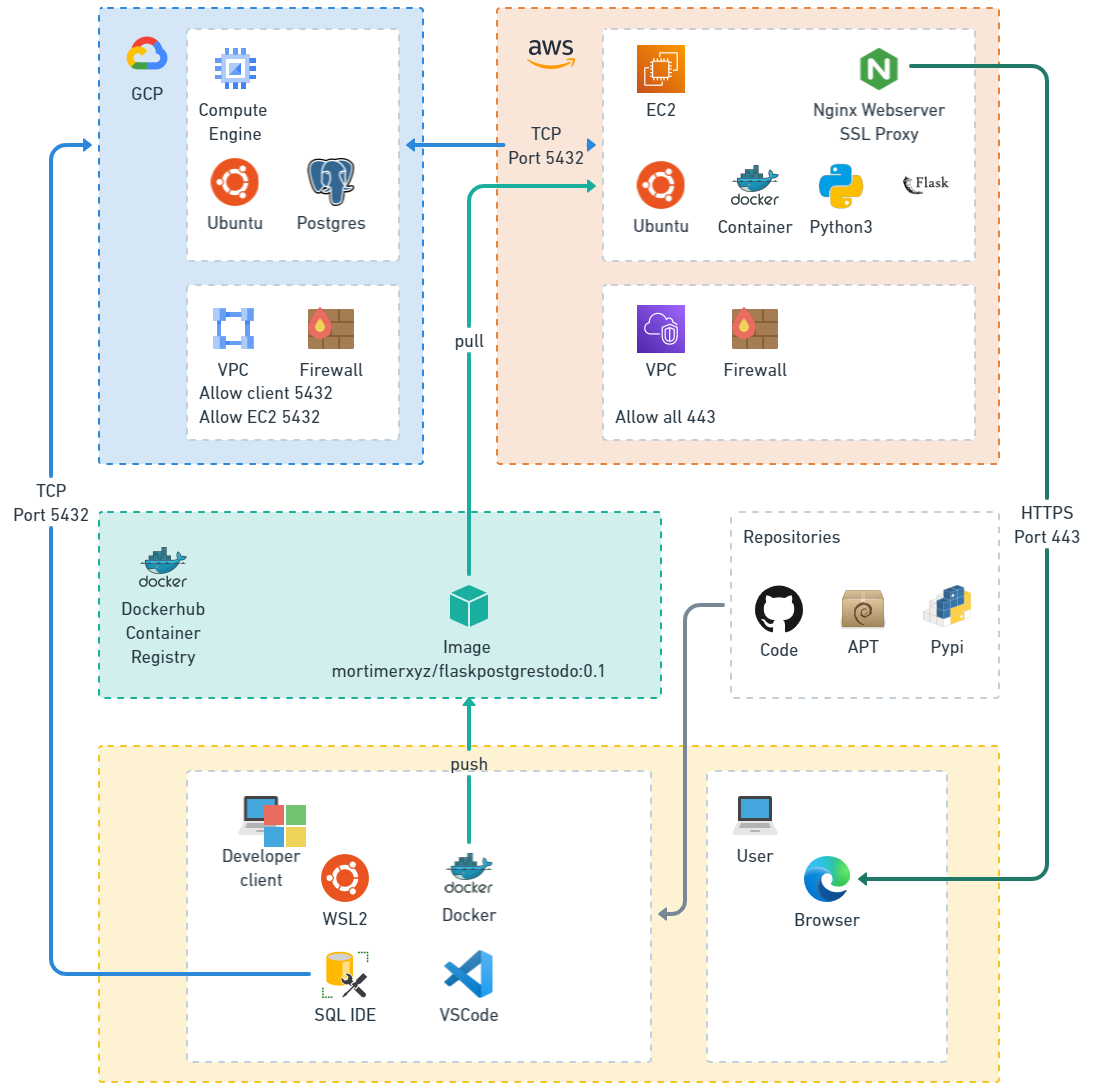 GCP
Compute
Engine
Ubuntu
Postgres
VPC
Firewall
Allow client 5432
Allow EC2 5432
TCP
Port 5432
aws
EC2
Nginx Webserver
SSL Proxy
Ubuntu
docker
Container
Python3
Flask
VPC
Firewall
Allow all 443
pull
TCP
Port 5432
HTTPS
Port 443
docker
Dockerhub
Container
Registry
Image
mortimerxyz/flaskpostgrestodo:0.1
Repositories
Code
APT
Pypi
push
Developer
client
WSL2
docker
Docker
SQL IDE
VSCode
User
Browser